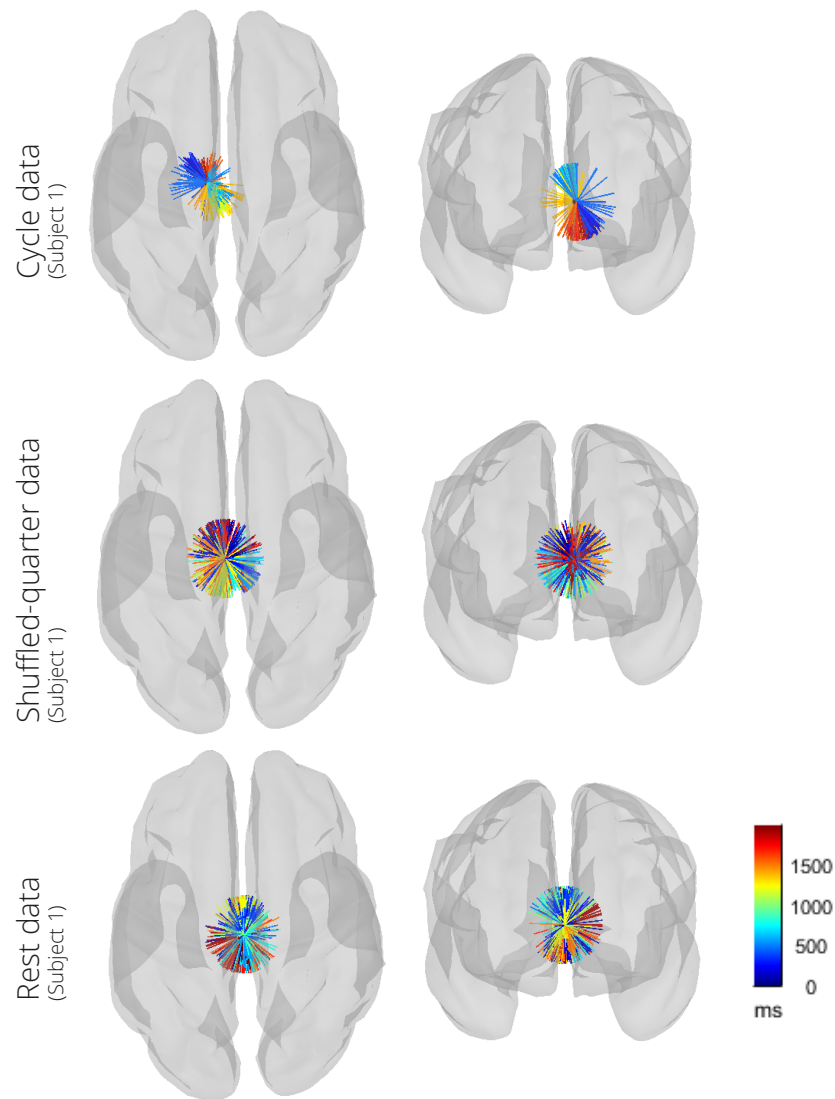 Cycle data
(Subject 1)
Shuffled-quarter data
(Subject 1)
Rest data
(Subject 1)
1500
1000
500
0
ms